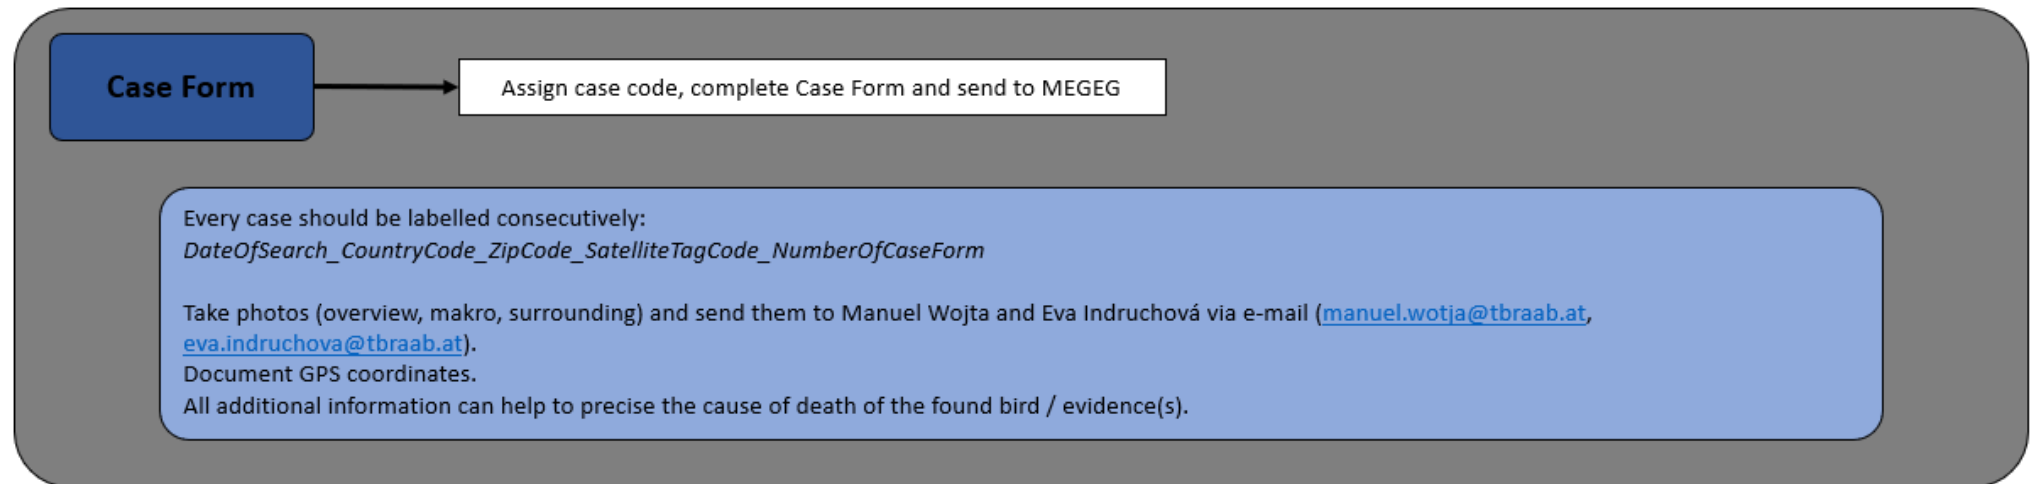 Case Form
Assign case code, complete Case Form and send to MEGEG
Every case should be labelled consecutively:
DateOfSearch_CountryCode_ZipCode_SatelliteTagCode_NumberOfCaseForm
Take photos (overview, makro, surrounding) and send them to Manuel Wojta and Eva Indruchová via e-mail (manuel.wotja@tbraab.at,
eva.indruchova@tbraab.at).
Document GPS coordinates.
All additional information can help to precise the cause of death of the found bird / evidence(s).